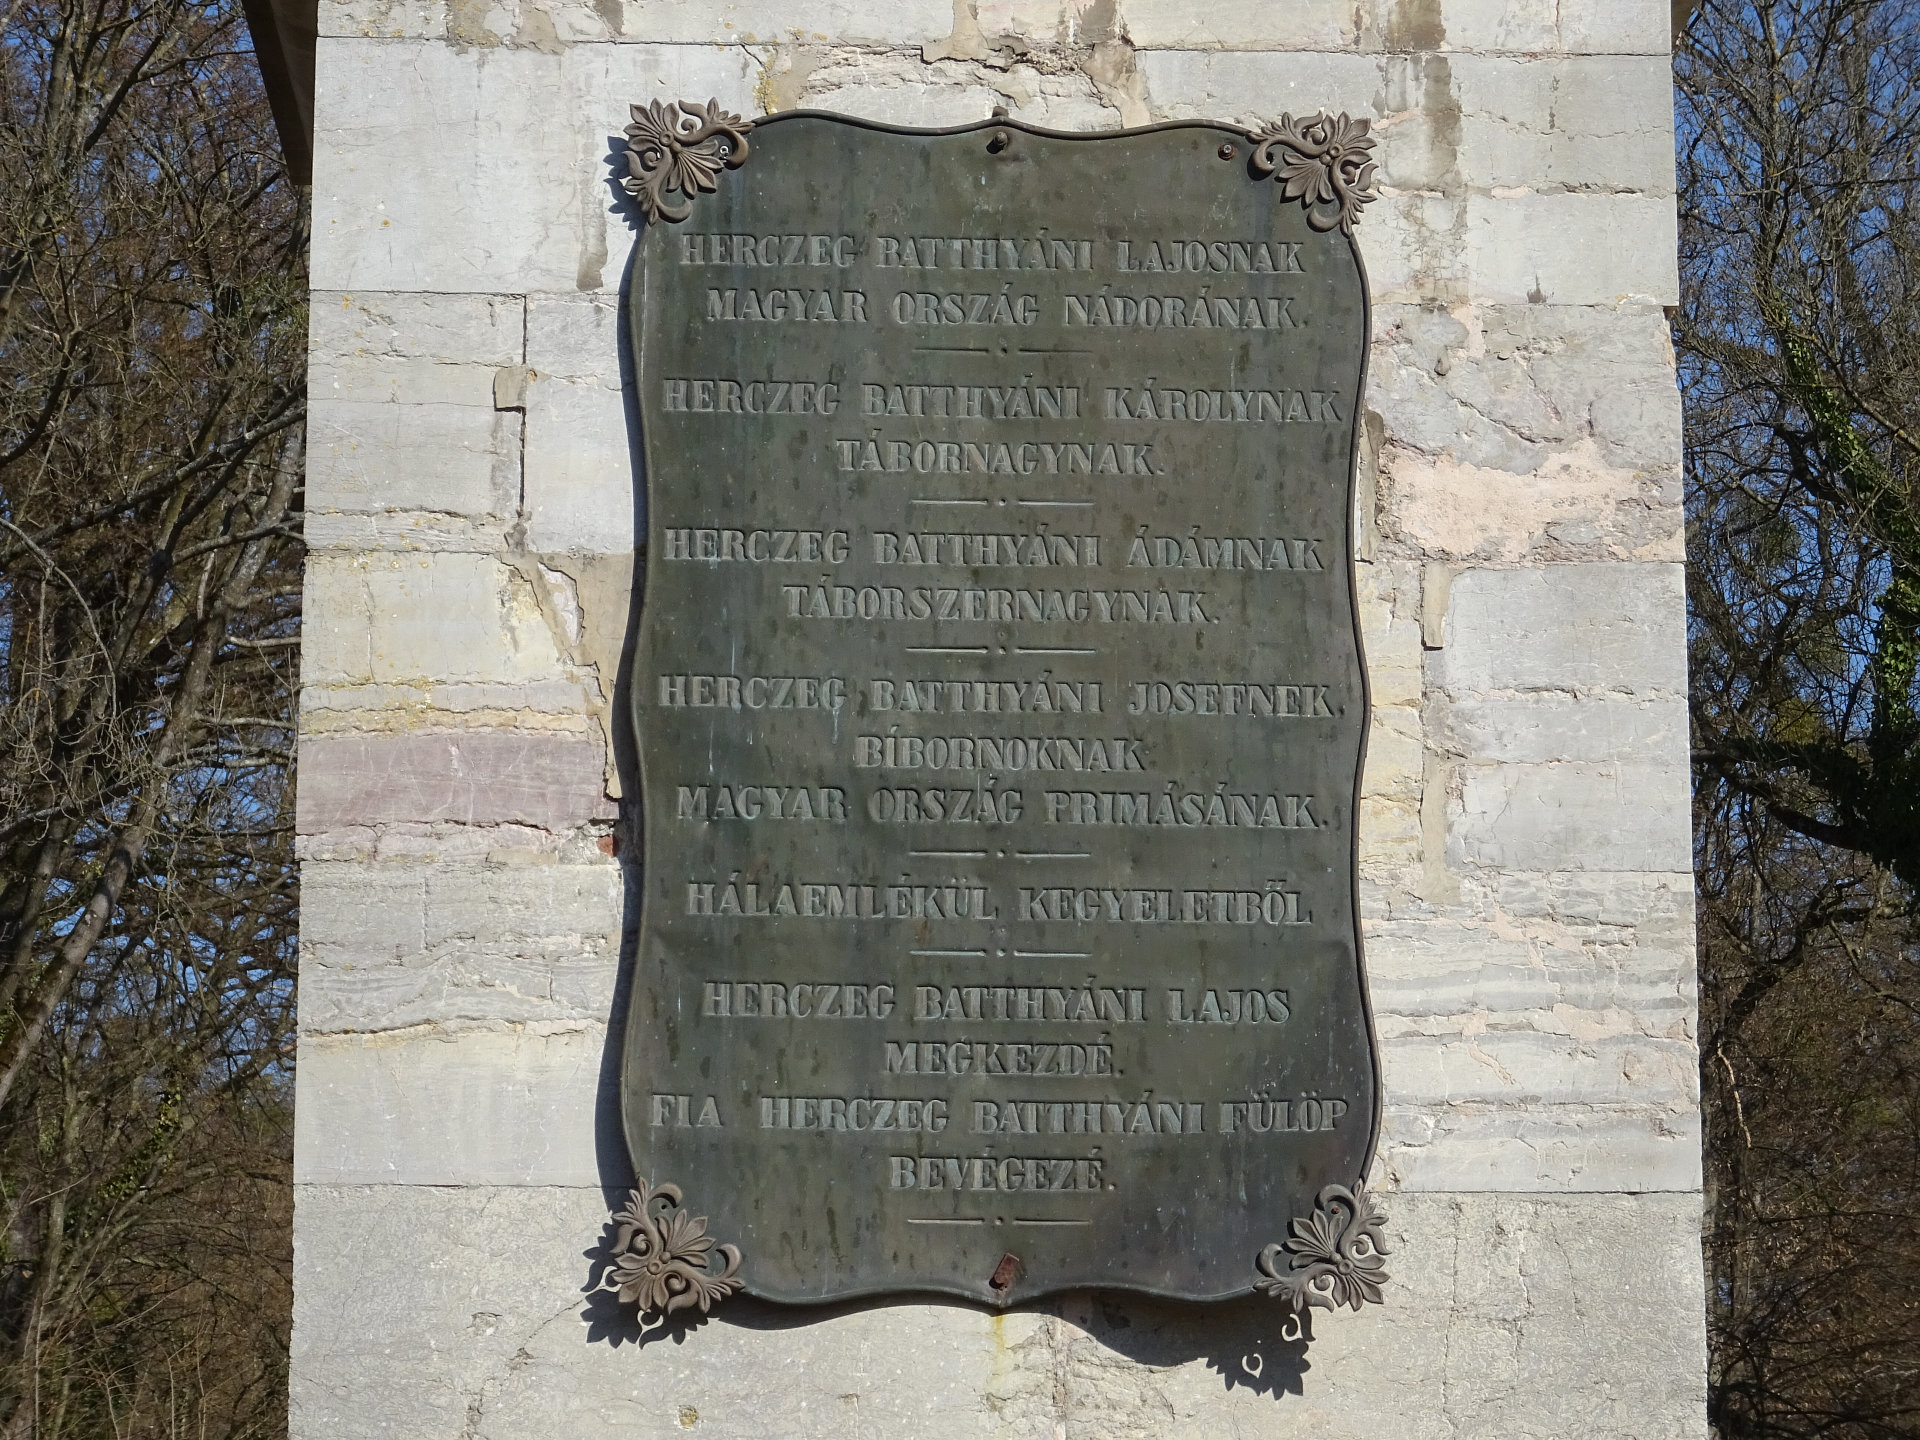 HERCZEG BATTHYÁNI LAJOSNAK
MAGYAR ORSZÁG NÁDORÁNAK.
HERCZEG BATTHYÁNI KÁROLYNAK
TÁBORNAGYNAK.
HERCZEG BATTHYÁNI ÁDÁMNAK
TÁBORSZERNAGYNAK.
HERCZEG BATTHYÁNI JOSEFNEK.
BÍBORNOKNAK
MAGYAR ORSZÁG PRIMÁSÁNAK.
HÁLAEMLÉKÜL KEGYELETBŐL
HERCZEG BATTHYÁNI LAJOS
MEGKEZDÉ.
FIA HERCZEG BATTHYÁNI FÜLÖP
BEVÉGEZÉ.